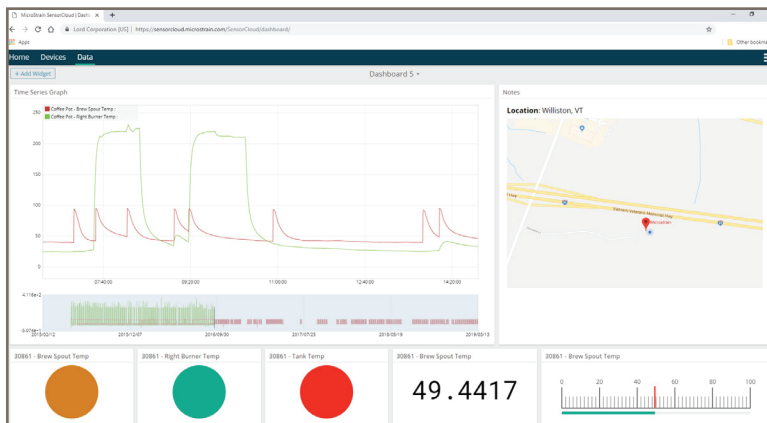 MicroStrain SensorCloud | Dashb
Lord Corporation [US] | https://sensorcloud.microstrain.com/SensorCloud/dashboard/
Apps
Other bookma
Home Devices Data
+ Add Widget
Dashboard 5
Time Series Graph
Coffee Pot - Brew Spout Temp :
Coffee Pot - Right Burner Temp :
250
200
150
100
50
0
07:40:00 09:20:00 11:00:00 12:40:00 14:20:00
4.716e+2
2015/02/12 2015/12/07 2016/09/30 2017/07/25 2018/05/19 2019/03/13
Notes
Location: Williston, VT
30861 - Brew Spout Temp
30861 - Right Burner Temp
30861 - Tank Temp
30861 - Brew Spout Temp
49.4417
30861 - Brew Spout Temp
0 20 40 60 80 100